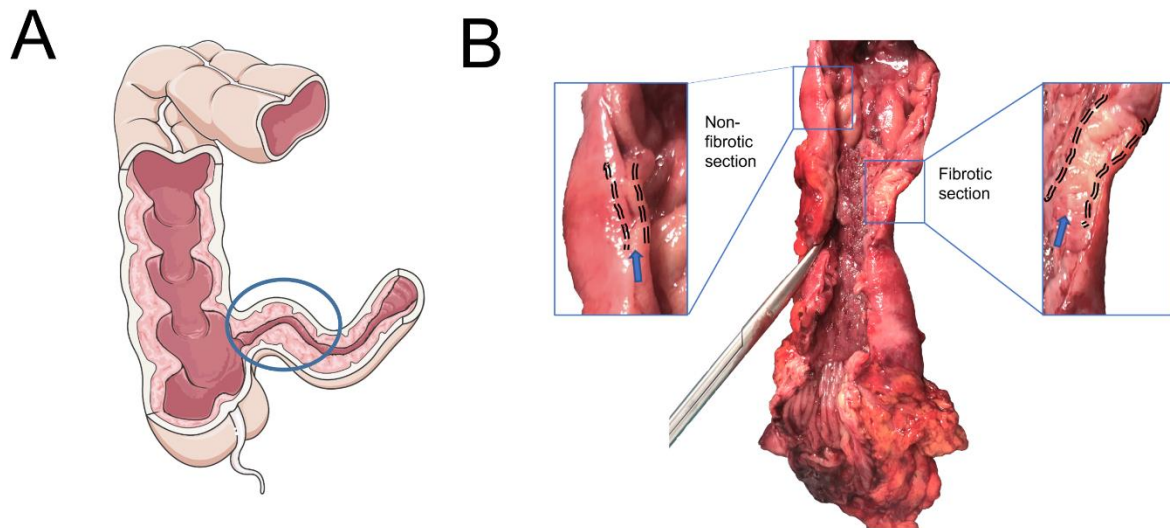 A
B
Non-
fibrotic
section
Fibrotic
section